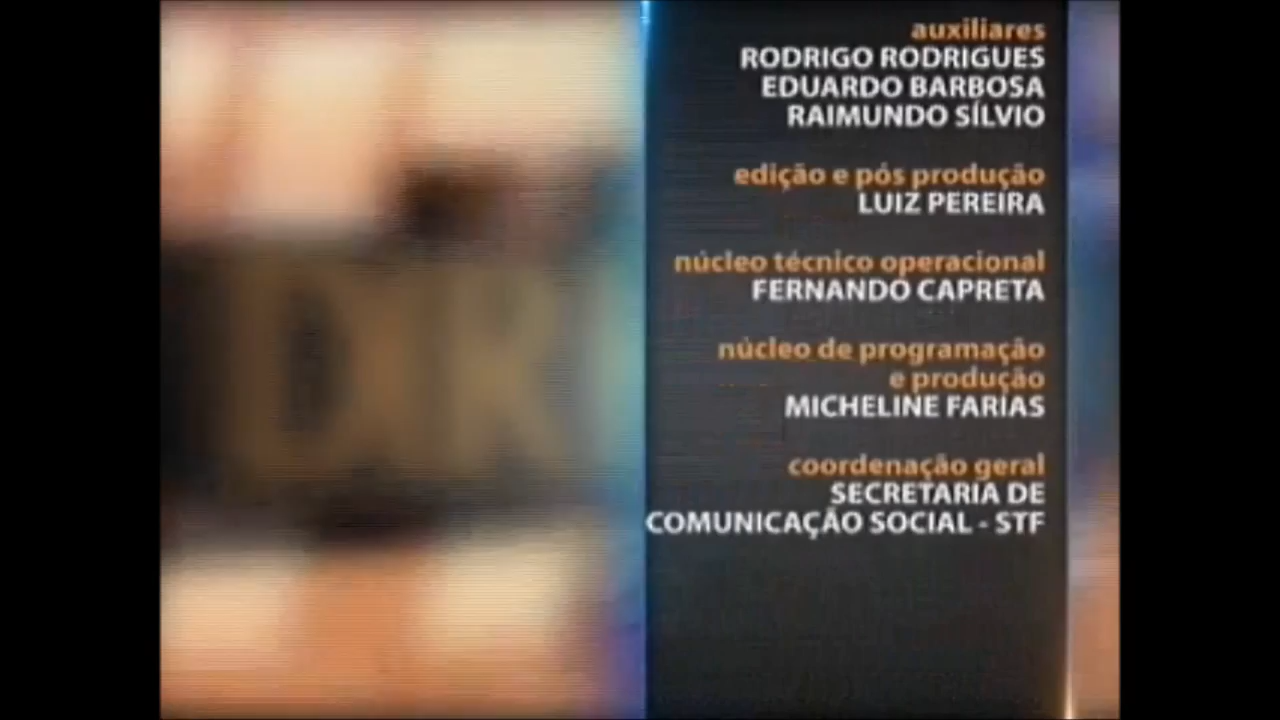 auxiliares
RODRIGO RODRIGUES
EDUARDO BARBOSA
RAIMUNDO SÍLVIO
edição e pós produção
LUIZ PEREIRA
núcleo técnico operacional
FERNANDO CAPRETA
núcleo de programação
e produção
MICHELINE FARIAS
coordenação geral
SECRETARIA DE
COMUNICAÇÃO SOCIAL - STF